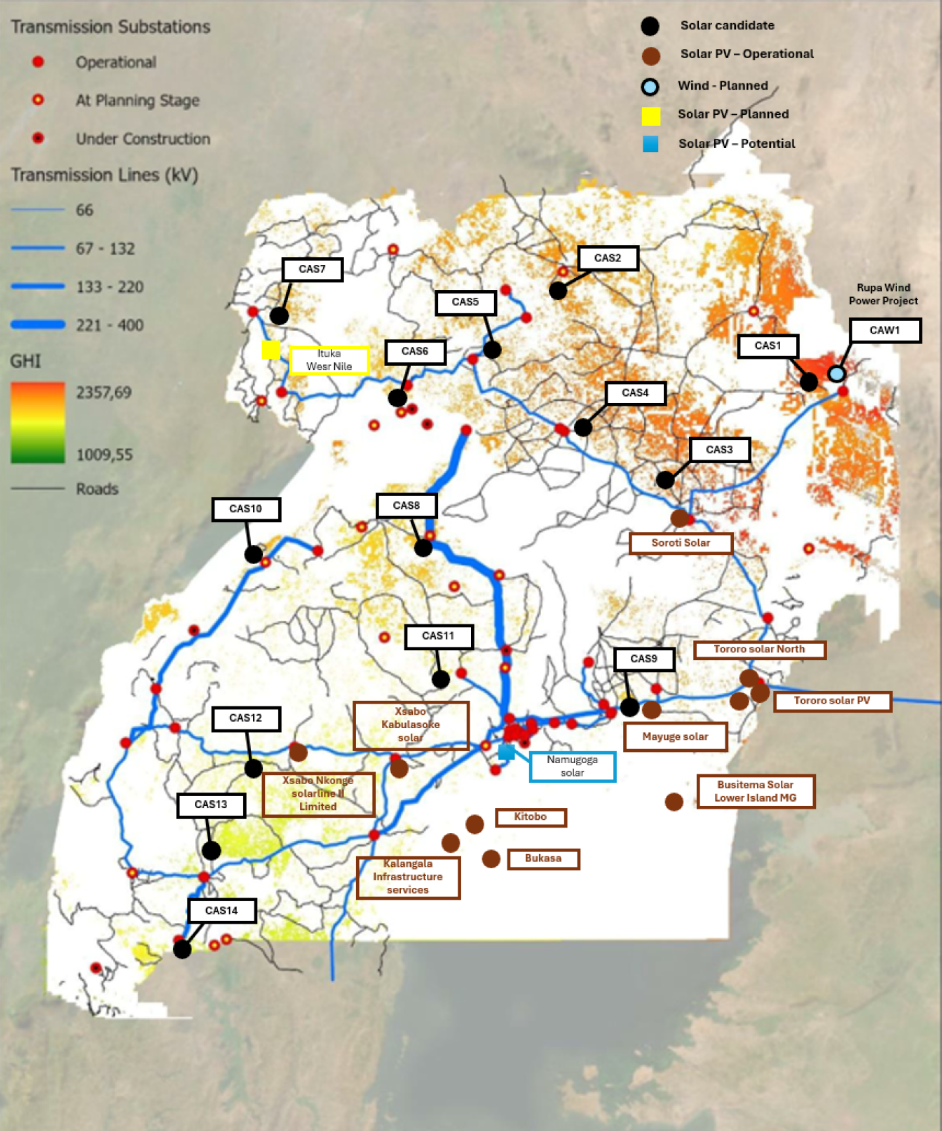 Transmission Substations
Operational
At Planning Stage
Under Construction
Transmission Lines (kV)
66
67 - 132
133 - 220
221 - 400
GHI
2357,69
1009,55
Roads
Solar candidate
Solar PV – Operational
Wind - Planned
Solar PV – Planned
Solar PV – Potential
CAS7
CAS2
CAS5
Rupa Wind
Power Project
CAW1
CAS1
CAS6
Ituka
Wesr Nile
CAS4
CAS3
CAS10
CAS8
Soroti Solar
CAS11
CAS9
Tororo solar North
Tororo solar PV
Xsabo
Kabulasoke
solar
CAS12
Mayuge solar
Namugoga
solar
Xsabo Nkonge
solarline II
Limited
Busitema Solar
Lower Island MG
CAS13
Kitobo
Bukasa
Kalangala
Infrastructure
services
CAS14